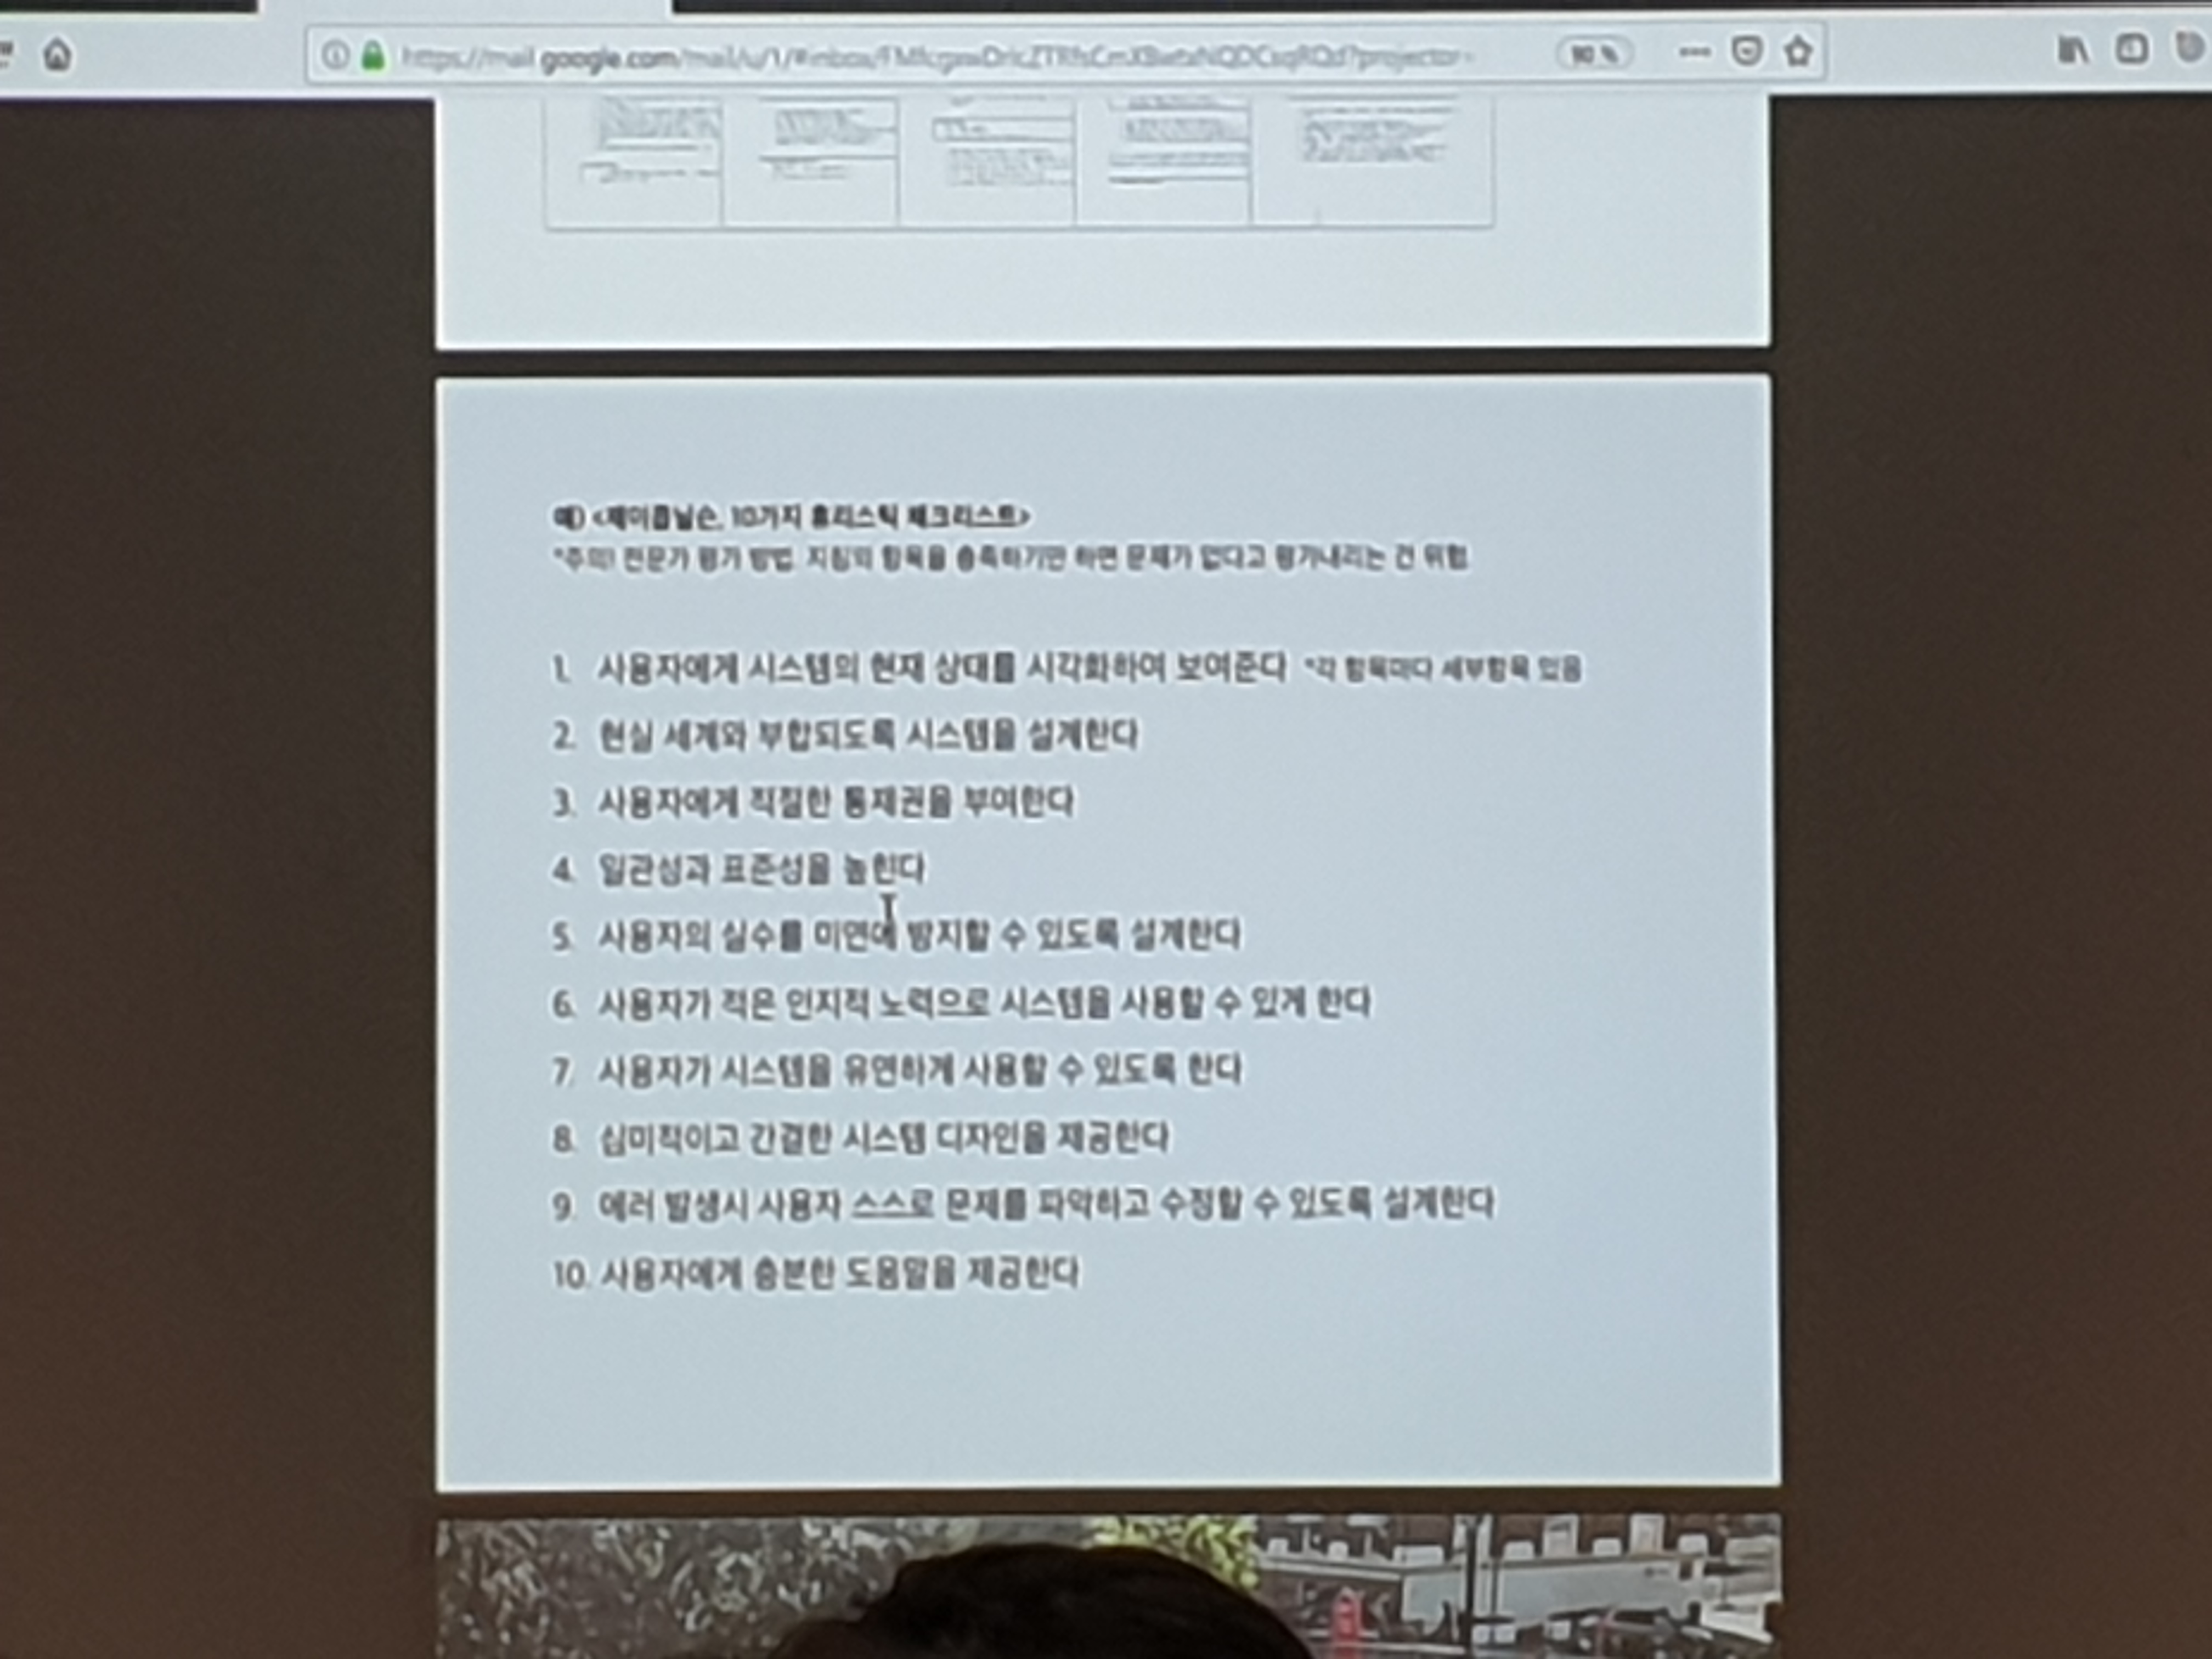 예) <제이콥닐슨, 10가지 휴리스틱 체크리스트>
*주의! 전문가 평가 방법. 지침의 항목을 충족하기만 하면 문제가 없다고 평가내리는 건 위험
1. 사용자에게 시스템의 현재 상태를 시각화하여 보여준다 *각 항목마다 세부항목 있음
2. 현실 세계와 부합되도록 시스템을 설계한다
3. 사용자에게 적절한 통제권을 부여한다
4. 일관성과 표준성을 높힌다
5. 사용자의 실수를 미연에 방지할 수 있도록 설계한다
6. 사용자가 적은 인지적 노력으로 시스템을 사용할 수 있게 한다
7. 사용자가 시스템을 유연하게 사용할 수 있도록 한다
8. 심미적이고 간결한 시스템 디자인을 제공한다
9. 에러 발생시 사용자 스스로 문제를 파악하고 수정할 수 있도록 설계한다
10. 사용자에게 충분한 도움말을 제공한다